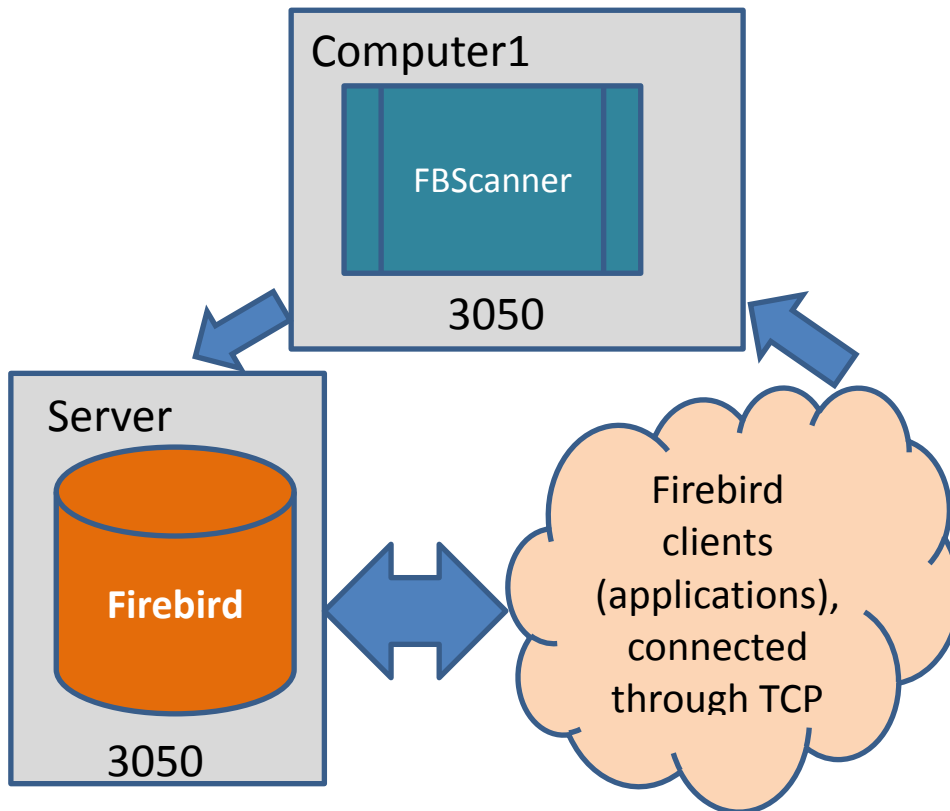 Computer1
FBScanner
3050
Server
Firebird
3050
Firebird
clients
(applications),
connected
through TCP